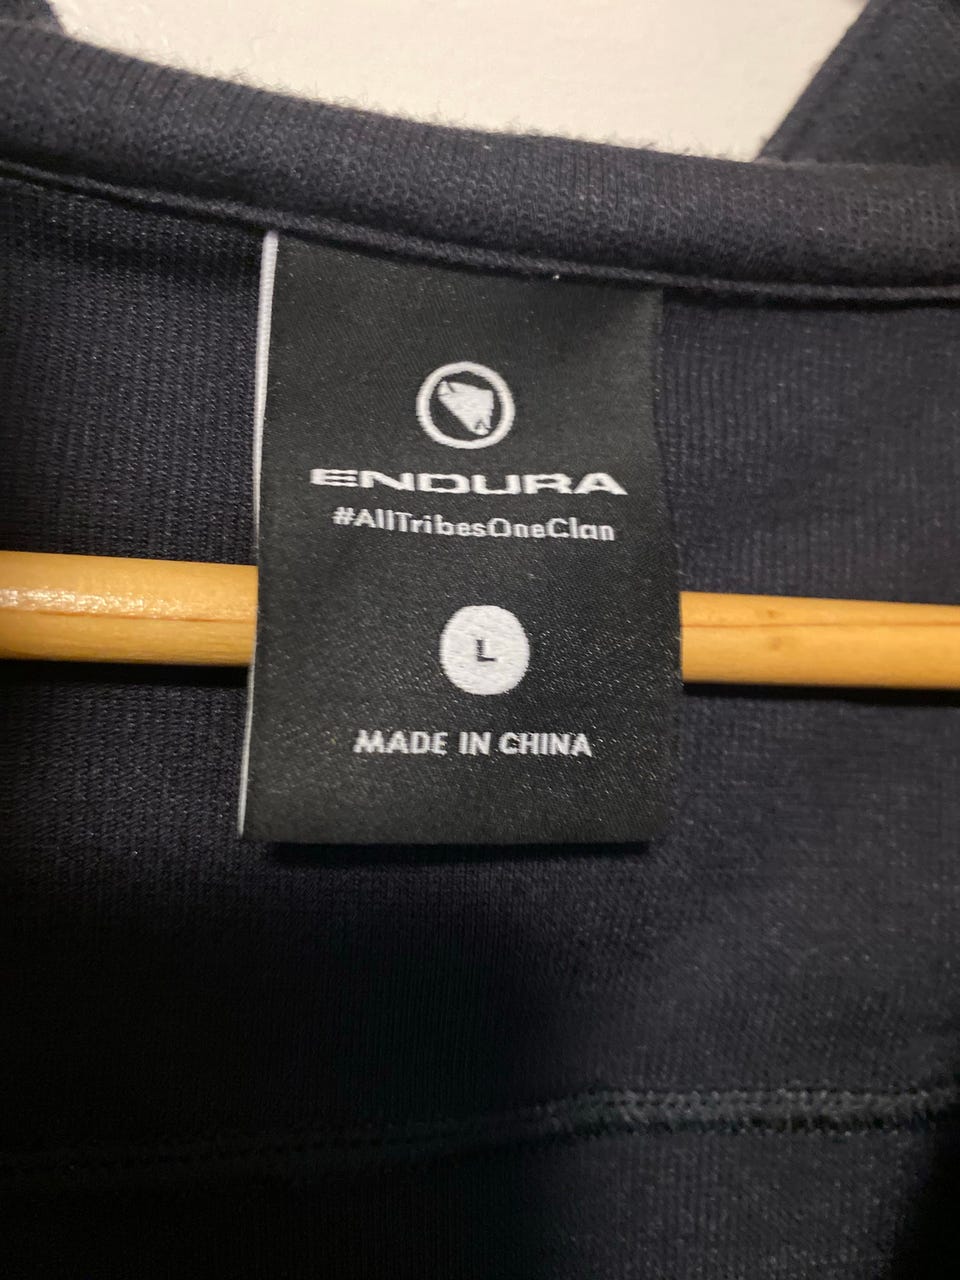 ENDURA
#AllTribesOneClan
L
MADE IN CHINA